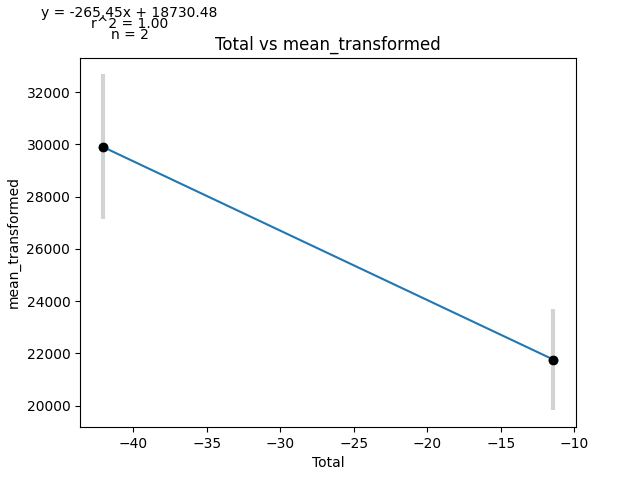 y = -265.45x + 18730.48
r^2 = 1.00
n = 2
Total vs mean_transformed
mean_transformed
32000
30000
28000
26000
24000
22000
20000
−40
−35
−30
−25
−20
−15
−10
Total